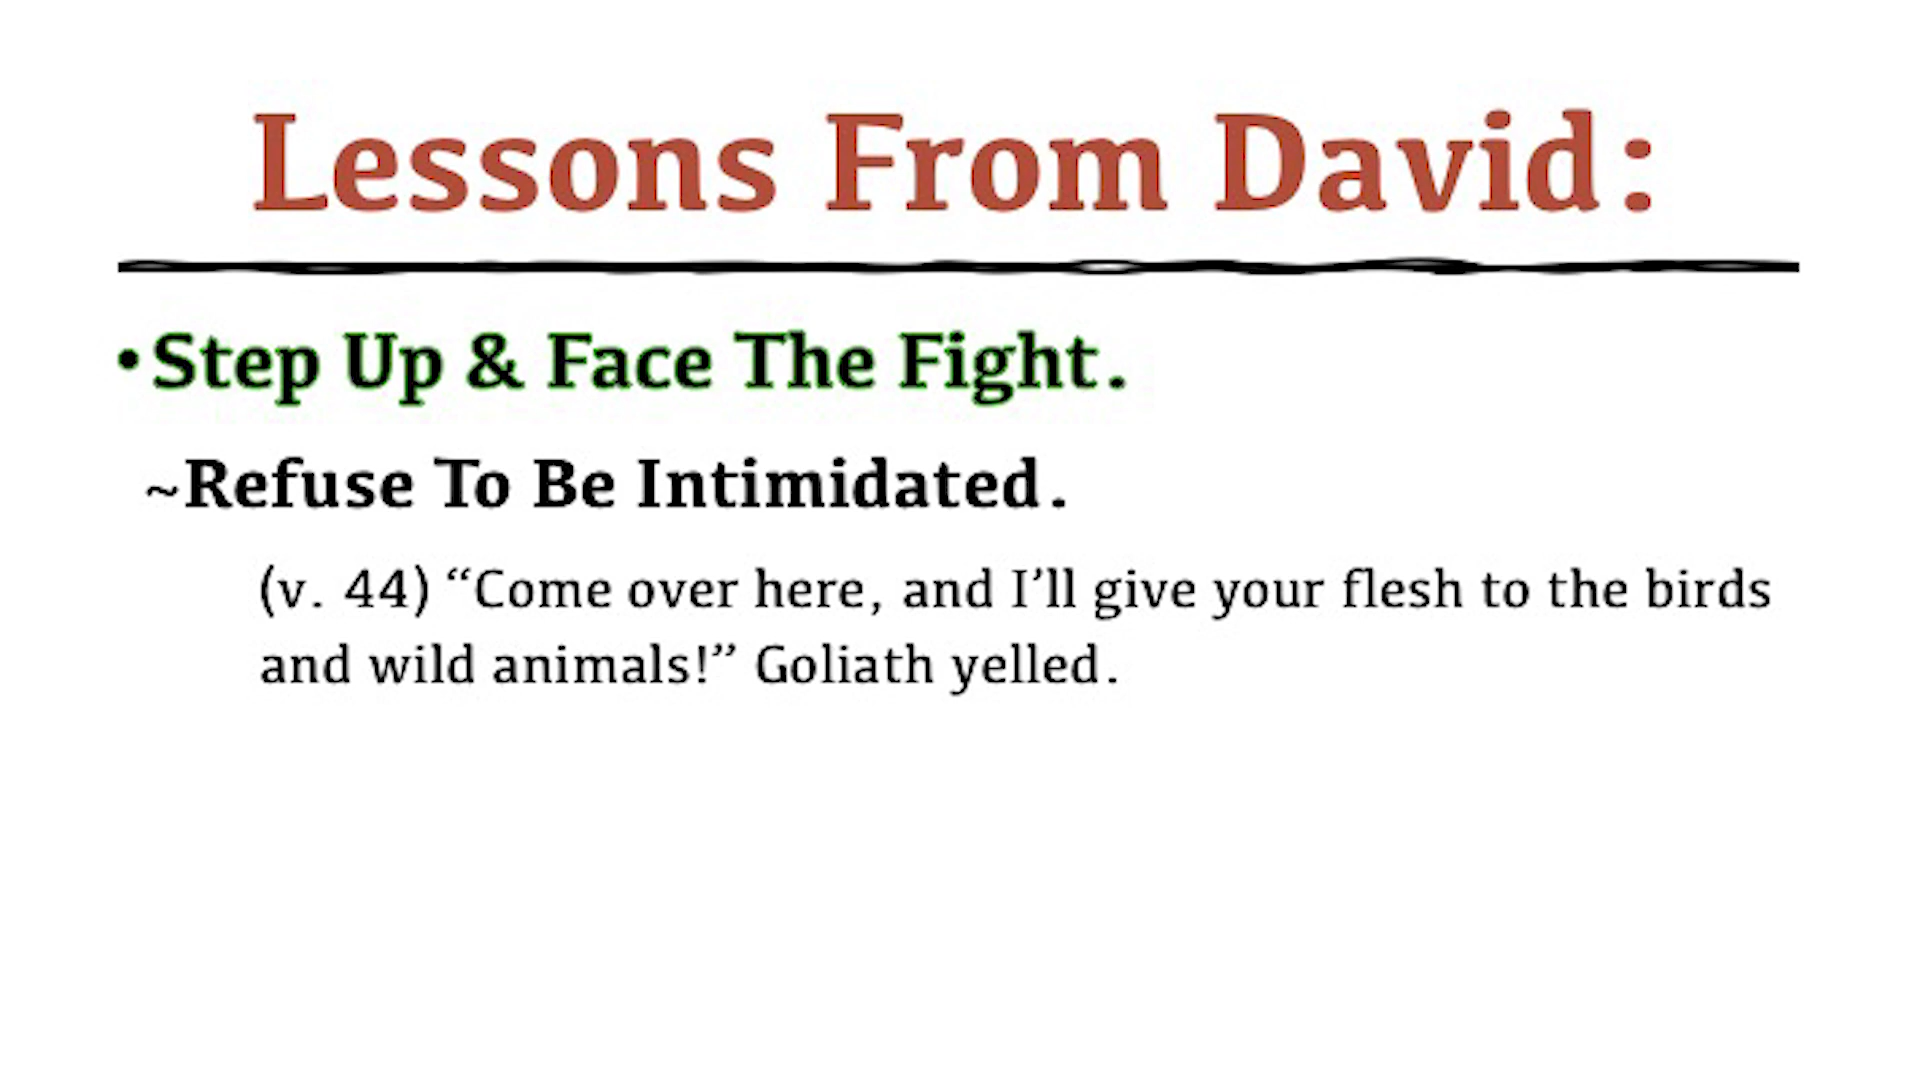 Lessons From David:
•Step Up & Face The Fight.
~Refuse To Be Intimidated.
(v. 44) “Come over here, and I’ll give your flesh to the birds
and wild animals!” Goliath yelled.